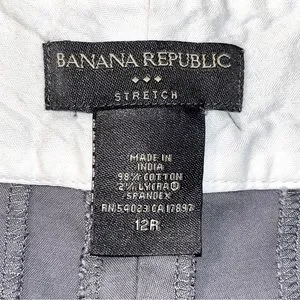 BANANA REPUBLIC
STRETCH
MADE IN
INDIA
98% COTTON
2% LYCRA®
SPANDEX
RN 54023 CA 17897
12R